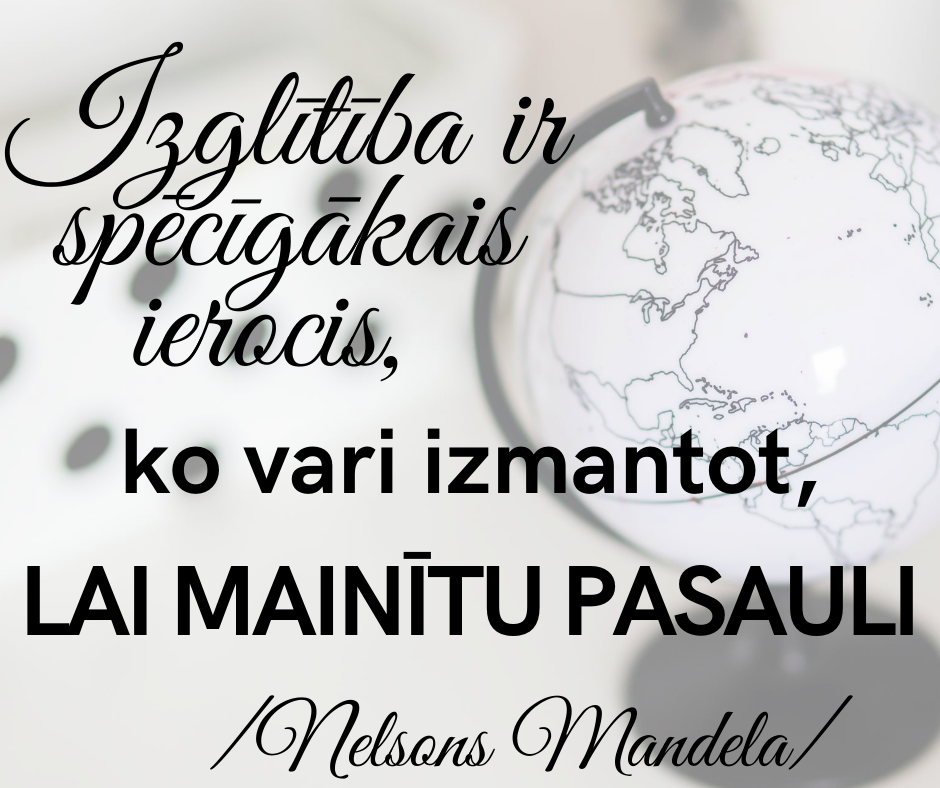 Izglītība ir
spēcīgākais
ierocis,
ko vari izmantot,
LAI MAINĪTU PASAULI
/Nelsons Mandela/